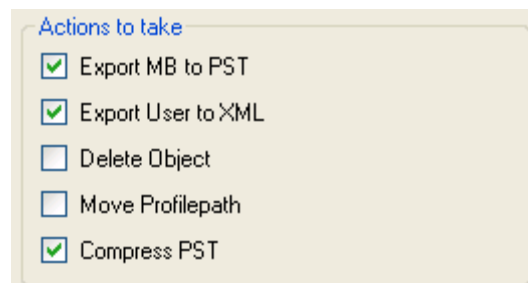 Actions to take
Export MB to PST
Export User to XML
Delete Object
Move Profilepath
Compress PST